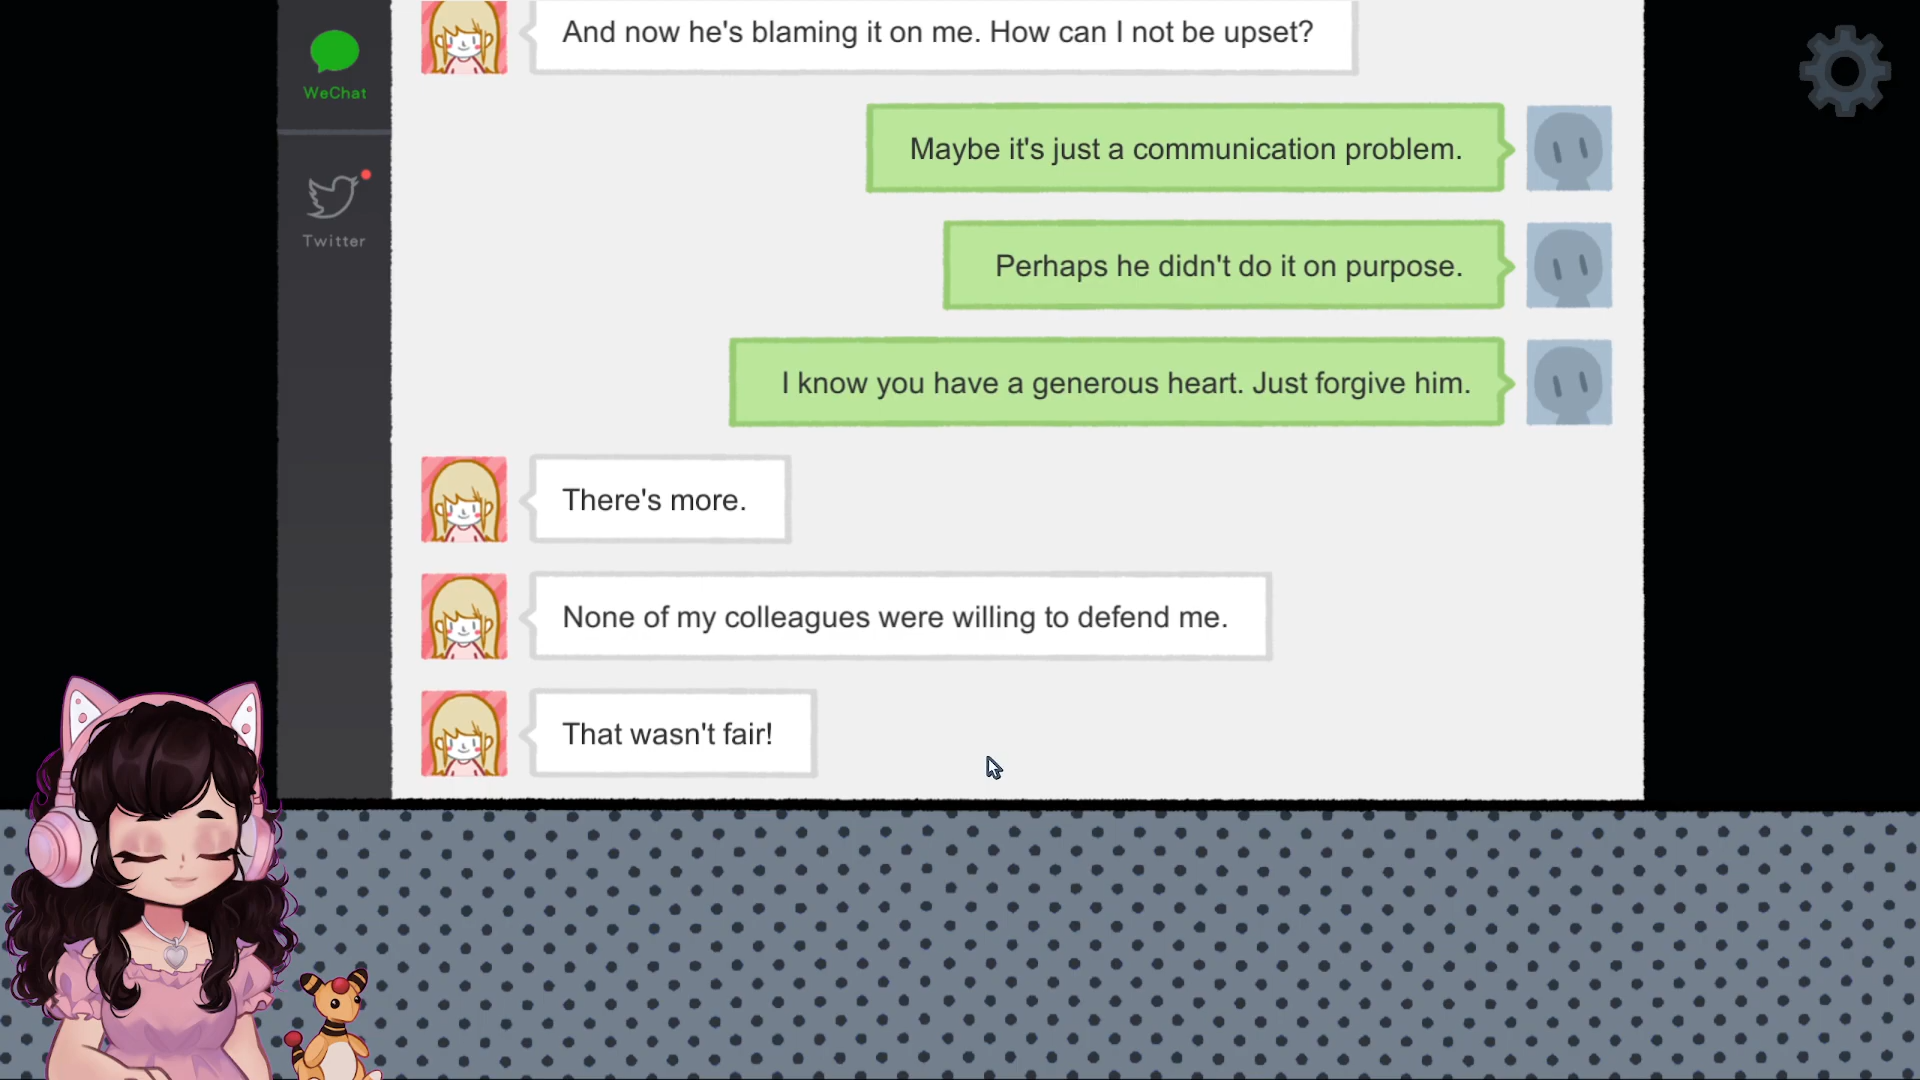 And now he's blaming it on me. How can I not be upset?
WeChat
Maybe it's just a communication problem.
Twitter
Perhaps he didn't do it on purpose.
I know you have a generous heart. Just forgive him.
There's more.
None of my colleagues were willing to defend me.
That wasn't fair!